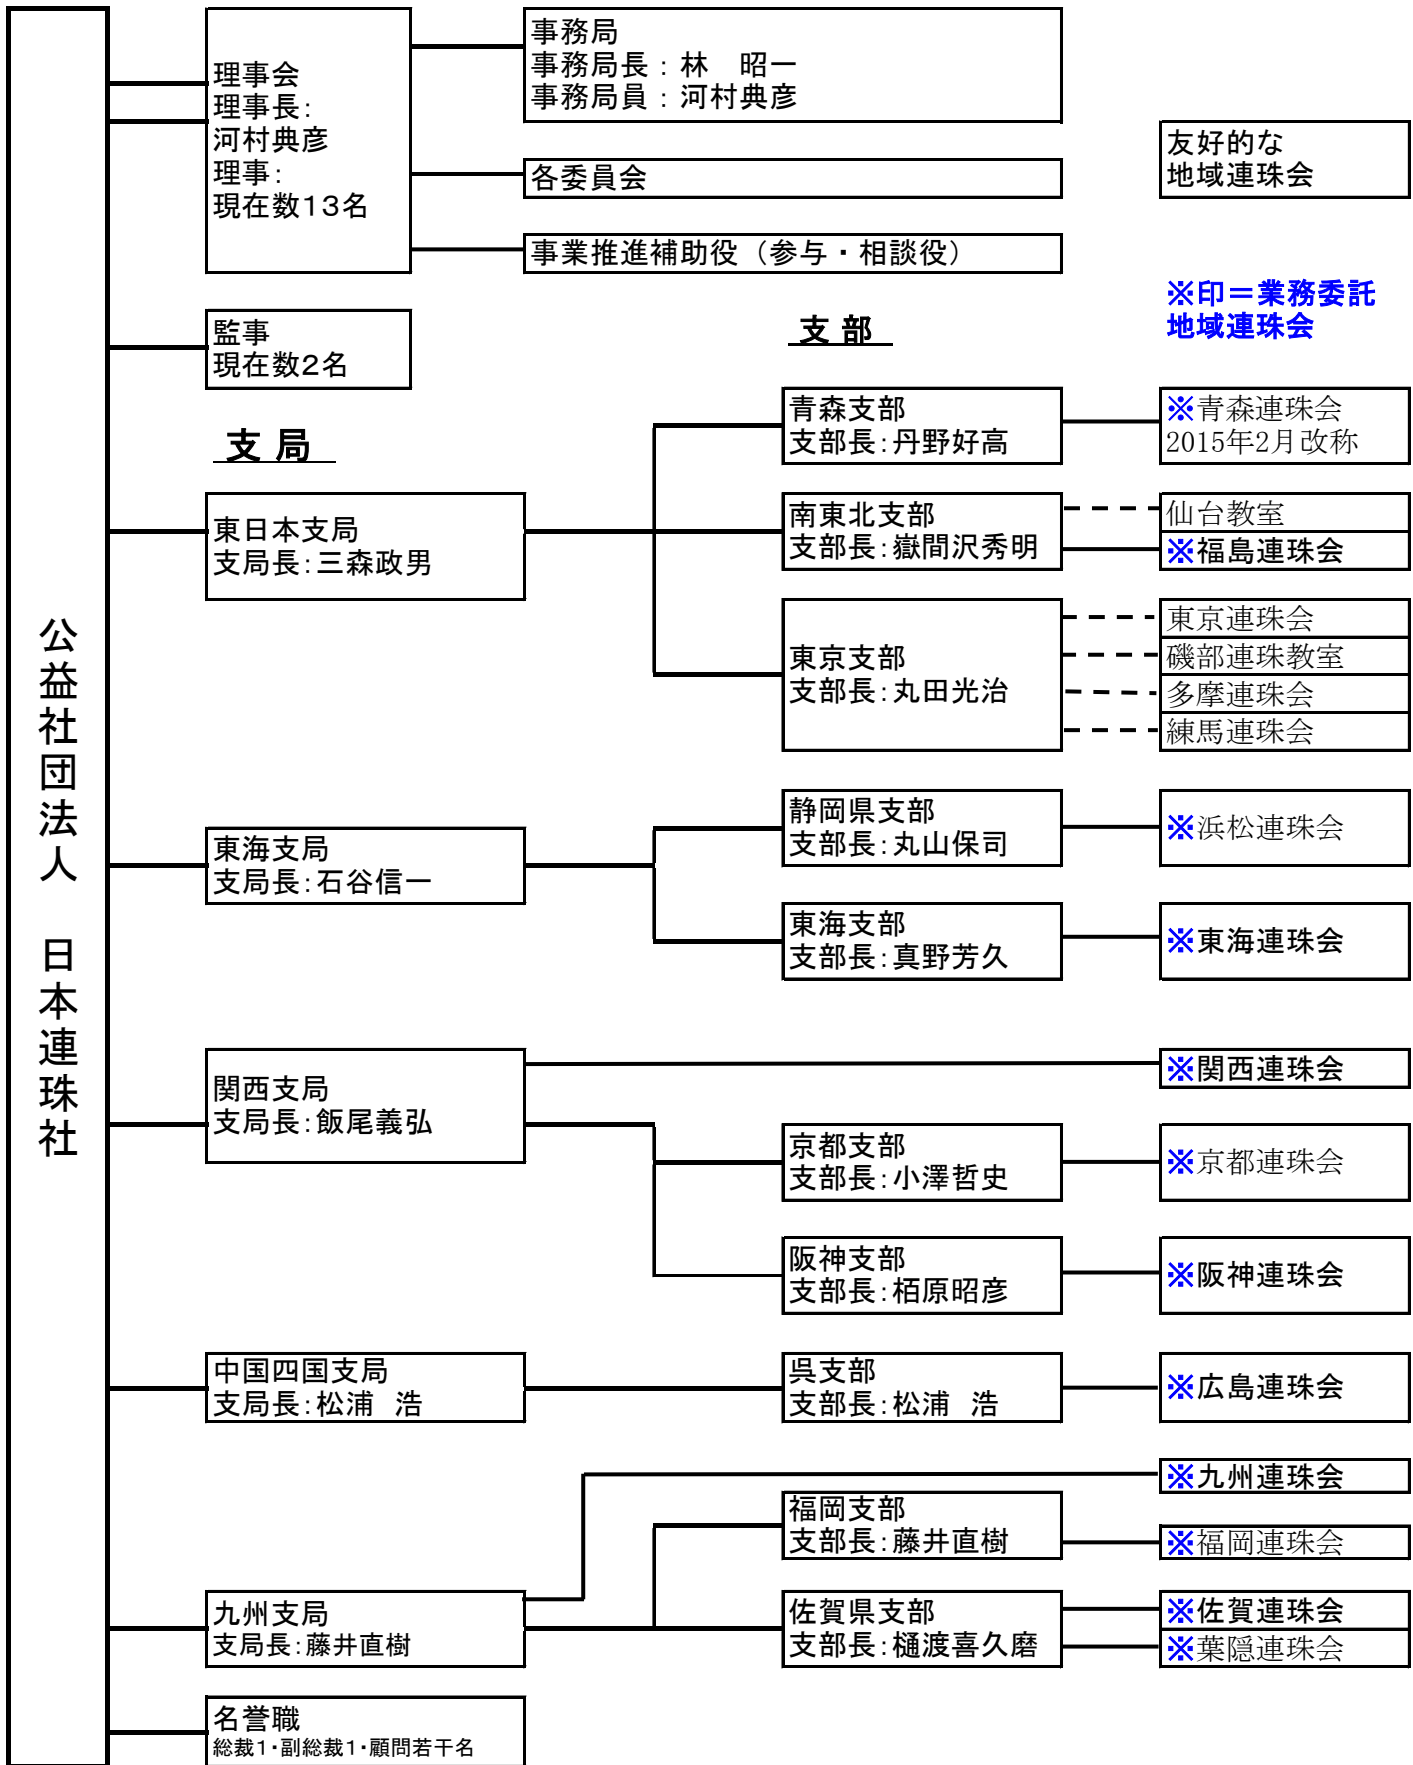 公益社団法人　日本連珠社
理事会
理事長：
河村典彦
理事：
現在数13名
事務局
事務局長：林　昭一
事務局員：河村典彦
各委員会
事業推進補助役（参与・相談役）
友好的な
地域連珠会
※印＝業務委託
地域連珠会
監事
現在数2名
支 部
支 局
東日本支局
支局長：三森政男
青森支部
支部長：丹野好高
※青森連珠会
2015年2月改称
南東北支部
支部長：嶽間沢秀明
仙台教室
※福島連珠会
東京支部
支部長：丸田光治
東京連珠会
磯部連珠教室
多摩連珠会
練馬連珠会
東海支局
支局長：石谷信一
静岡県支部
支部長：丸山保司
※浜松連珠会
東海支部
支部長：真野芳久
※東海連珠会
関西支局
支局長：飯尾義弘
※関西連珠会
京都支部
支部長：小澤哲史
※京都連珠会
阪神支部
支部長：栢原昭彦
※阪神連珠会
中国四国支局
支局長：松浦　浩
呉支部
支部長：松浦　浩
※広島連珠会
九州支局
支局長：藤井直樹
※九州連珠会
福岡支部
支部長：藤井直樹
※福岡連珠会
佐賀県支部
支部長：樋渡喜久磨
※佐賀連珠会
※葉隠連珠会
名誉職
総裁1・副総裁1・顧問若干名